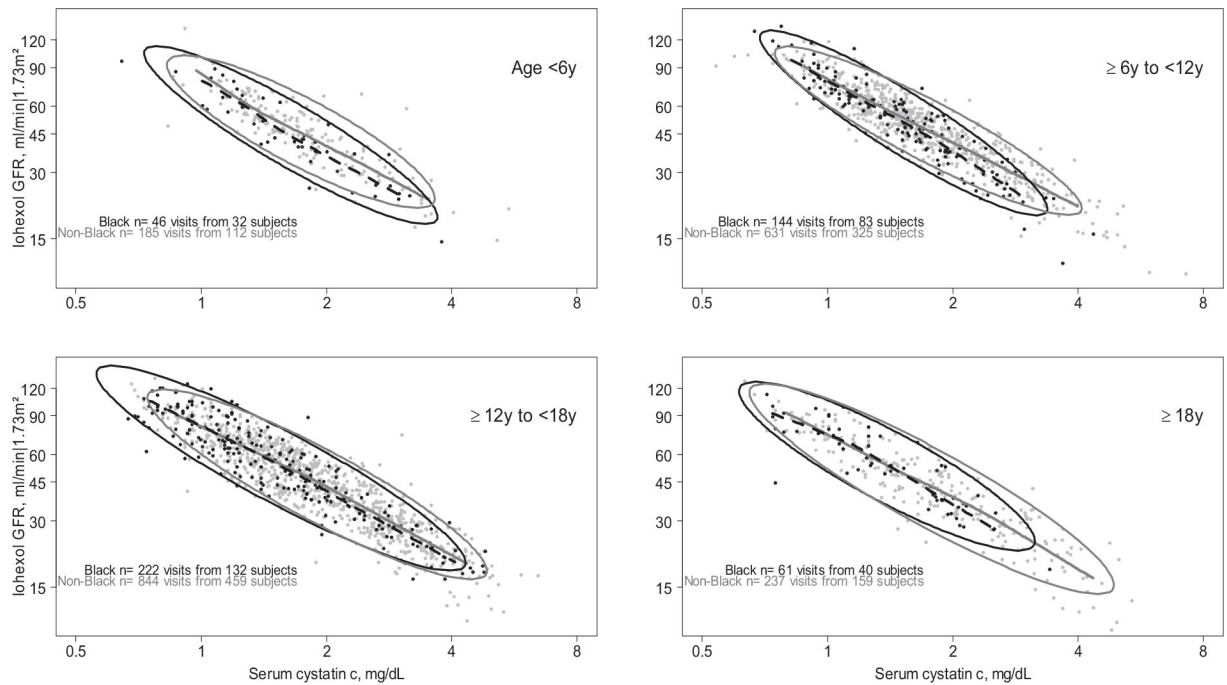 Age <6y
120
90
60
45
30
15
Iohexol GFR, ml/min|1.73m²
Black n= 46 visits from 32 subjects
Non-Black n= 185 visits from 112 subjects
0.5 1 2 4 8
≥ 6y to <12y
120
90
60
45
30
15
Black n= 144 visits from 83 subjects
Non-Black n= 631 visits from 325 subjects
0.5 1 2 4 8
≥ 12y to <18y
120
90
60
45
30
15
Iohexol GFR, ml/min|1.73m²
Black n= 222 visits from 132 subjects
Non-Black n= 844 visits from 459 subjects
0.5 1 2 4 8
Serum cystatin c, mg/dL
≥ 18y
120
90
60
45
30
15
Black n= 61 visits from 40 subjects
Non-Black n= 237 visits from 159 subjects
0.5 1 2 4 8
Serum cystatin c, mg/dL